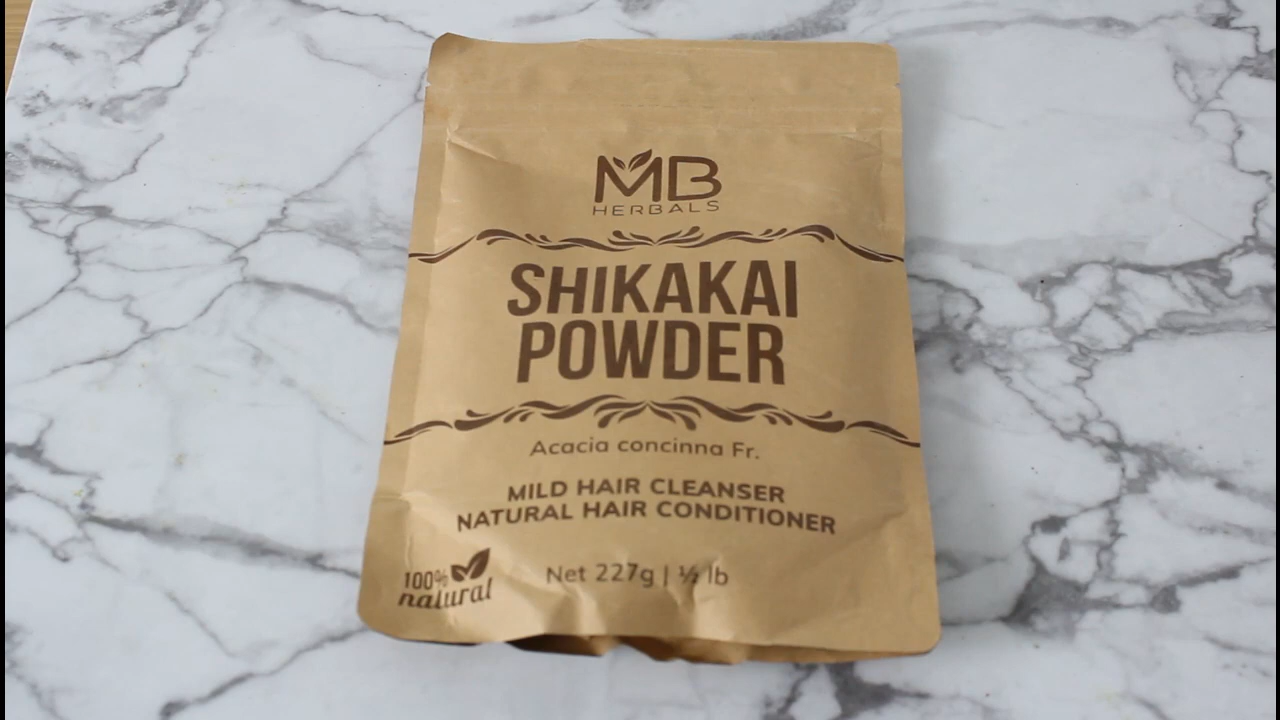 MB
HERBALS
SHIKAKAI
POWDER
Acacia concinna Fr.
MILD HAIR CLEANSER
NATURAL HAIR CONDITIONER
100%
natural
Net 227g | ½ lb